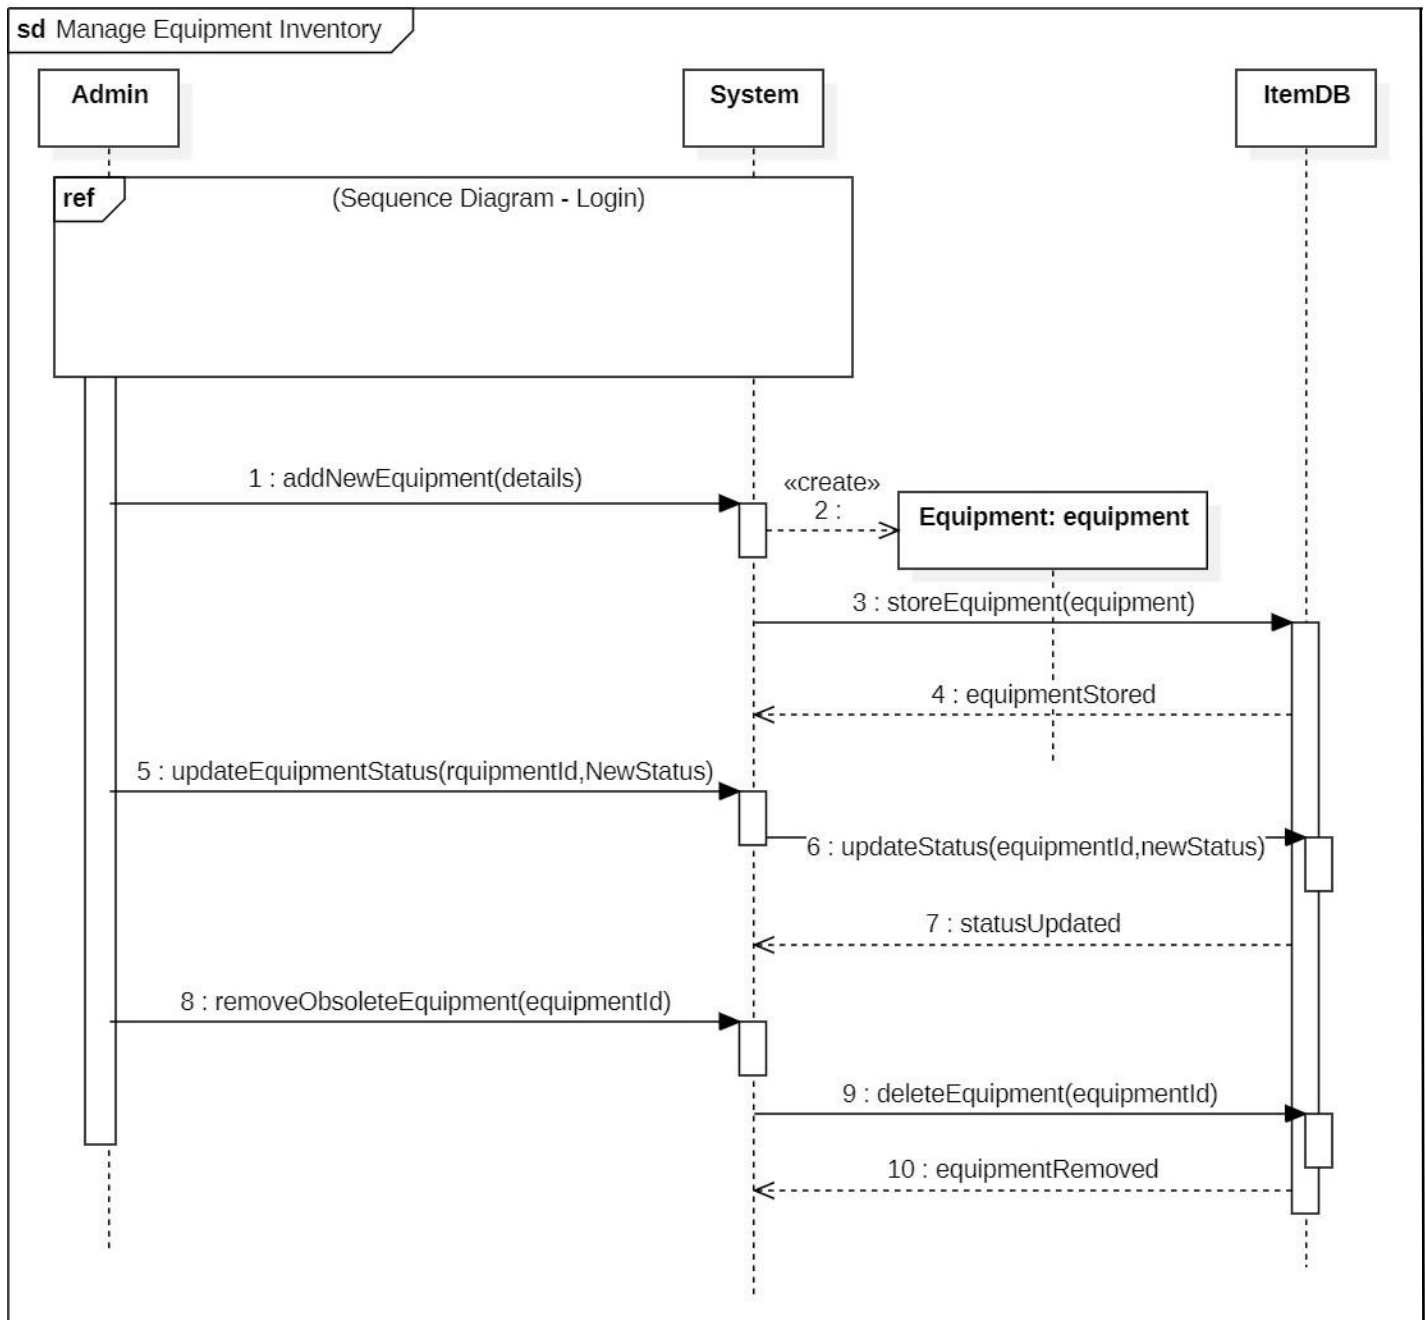 sd Manage Equipment Inventory
Admin
System
ItemDB
ref
(Sequence Diagram - Login)
1 : addNewEquipment(details)
«create»
2 :
Equipment: equipment
3 : storeEquipment(equipment)
4 : equipmentStored
5 : updateEquipmentStatus(rquipmentId,NewStatus)
6 : updateStatus(equipmentId,newStatus)
7 : statusUpdated
8 : removeObsoleteEquipment(equipmentId)
9 : deleteEquipment(equipmentId)
10 : equipmentRemoved